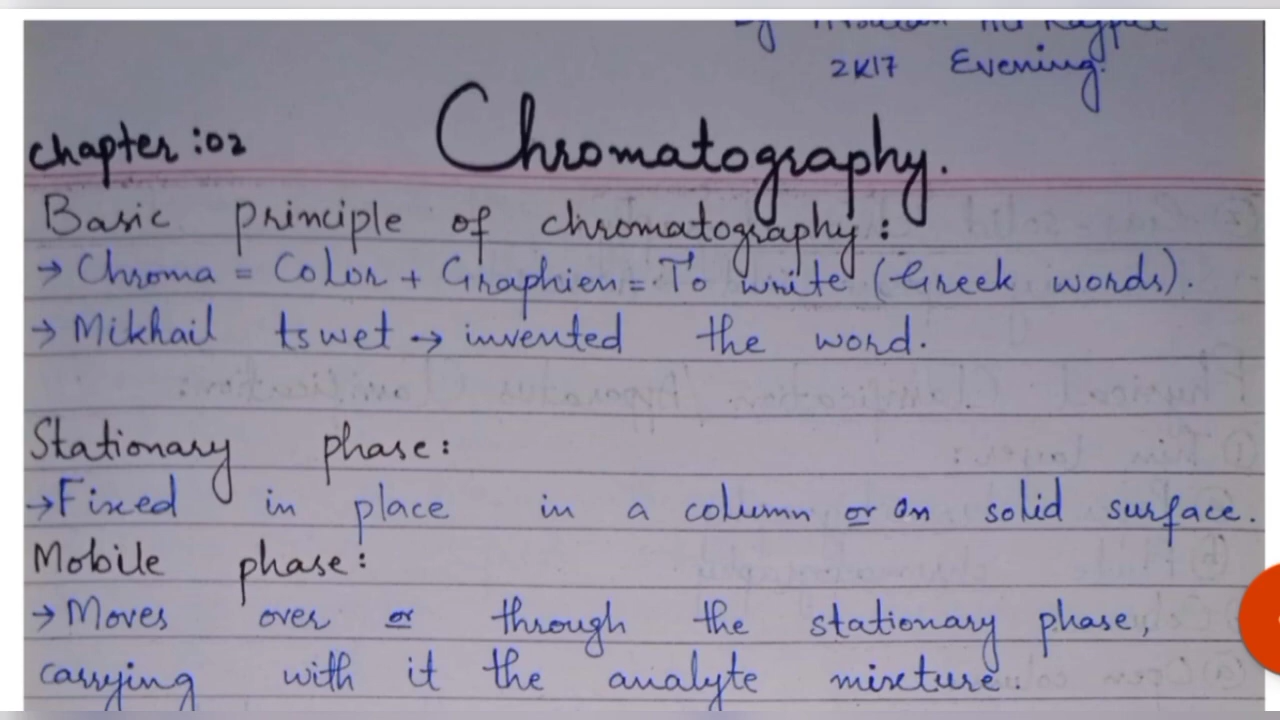 By
2K17 Evening.
Chapter :02
Chromatography.
Basic principle of chromatography :
→ Chroma = Color + Graphien = To write (Greek words).
→ Mikhail tswet → invented the word.
Stationary phase :
→ Fixed in place in a column or on solid surface.
Mobile phase :
→ Moves over or through the stationary phase,
carrying with it the analyte mixture.